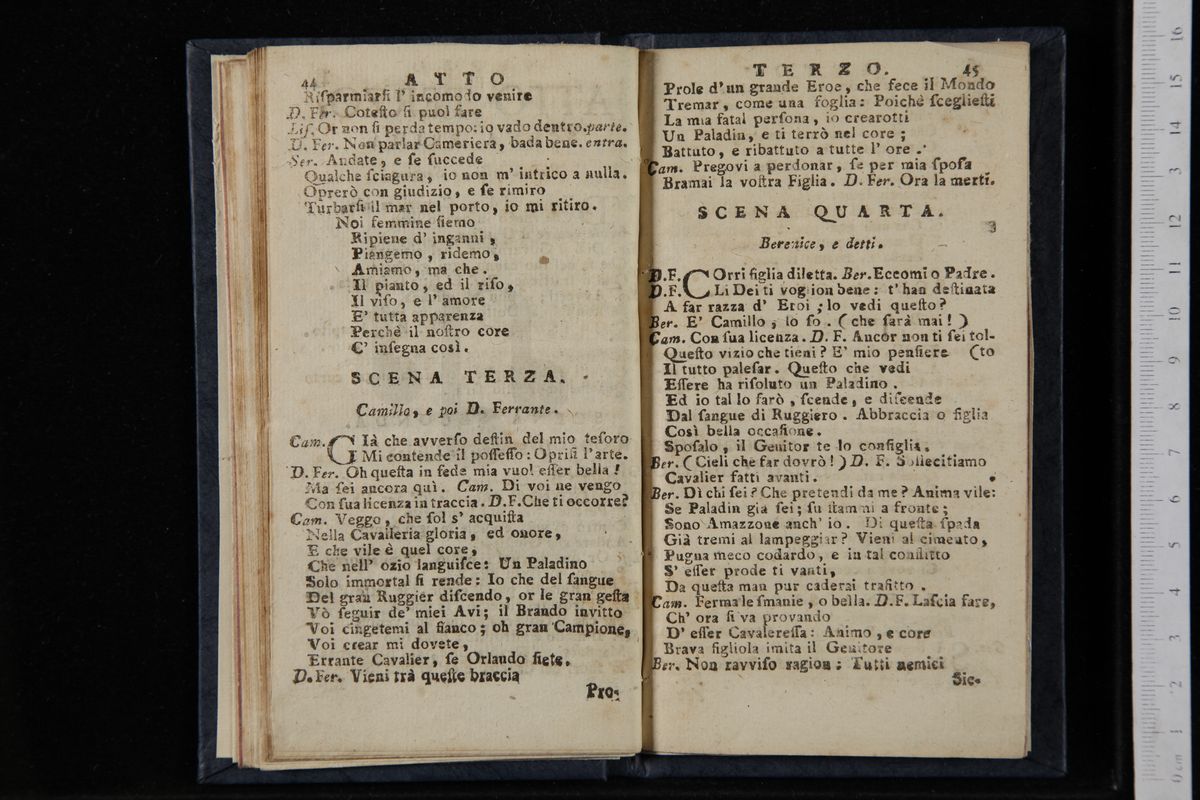 44 ATTO
Riſparmiarſi l' incomodo venire
D. Fer. Coteſto ſi puol fare
Liſ. Or non ſi perda tempo: io vado dentro. parte.
D. Fer. Non parlar Cameriera, bada bene. entra.
Ser. Andate, e ſe ſuccede
Qualche ſciagura, io non m' intrico a nulla.
Oprerò con giudizio, e ſe rimiro
Turbarſi il mar nel porto, io mi ritiro.
Noi femmine ſiemo
Ripiene d' inganni,
Piangemo, ridemo,
Amiamo, ma che.
Il pianto, ed il riſo,
Il viſo, e l' amore
E' tutta apparenza
Perchè il noſtro core
C' inſegna così.
SCENA TERZA.
Camillo, e poi D. Ferrante.
Cam. GIà che avverſo deſtin del mio teſoro
Mi contende il poſſeſſo: Opriſi l' arte.
D. Fer. Oh queſta in fede mia vuol eſſer bella!
Ma ſei ancora quì. Cam. Di voi ne vengo
Con ſua licenza in traccia. D.F. Che ti occorre?
Cam. Veggo, che ſol s' acquiſta
Nella Cavalleria gloria, ed onore,
E che vile è quel core,
Che nell' ozio languiſce: Un Paladino
Solo immortal ſi rende: Io che del ſangue
Del gran Ruggier diſcendo, or le gran geſta
Vò ſeguir de' miei Avi; il Brando invitto
Voi cingetemi al fianco; oh gran Campione,
Voi crear mi dovete,
Errante Cavalier, ſe Orlando ſiete.
D. Fer. Vieni trà queſte braccia
Pro-
TERZO. 45
Prole d' un grande Eroe, che fece il Mondo
Tremar, come una foglia: Poichè ſceglieſti
La mia fatal perſona, io crearotti
Un Paladin, e ti terrò nel core;
Battuto, e ribattuto a tutte l' ore.
Cam. Pregovi a perdonar, ſe per mia ſpoſa
Bramai la voſtra Figlia. D. Fer. Ora la merti.
SCENA QUARTA.
Berenice, e detti.
D.F. COrri figlia diletta. Ber. Eccomi o Padre.
D.F. Li Dei ti voglion bene: t' han deſtinata
A far razza d' Eroi; lo vedi queſto?
Ber. E' Camillo, lo ſo. (che ſarà mai!)
Cam. Con ſua licenza. D. F. Ancor non ti ſei tol-
Queſto vizio che tieni? E' mio penſiere (to
Il tutto paleſar. Queſto che vedi
Eſſere ha riſoluto un Paladino.
Ed io tal lo farò, ſcende, e diſcende
Dal ſangue di Ruggiero. Abbraccia o figlia
Così bella occaſione.
Spoſalo, il Genitor te lo conſiglia.
Ber. (Cieli che far dovrò!) D. F. Sollecitiamo
Cavalier fatti avanti.
Ber. Dì chi ſei? Che pretendi da me? Anima vile:
Se Paladin già ſei; ſu ſtammi a fronte;
Sono Amazzone anch' io. Di queſta ſpada
Già tremi al lampeggiar? Vieni al cimento,
Pugna meco codardo, e in tal conflitto
S' eſſer prode ti vanti,
Da queſta man pur caderai trafitto.
Cam. Ferma le ſmanie, o bella. D.F. Laſcia fare,
Ch' ora ſi va provando
D' eſſer Cavalereſſa: Animo, e core
Brava figliola imita il Genitore
Ber. Non ravviſo ragion: Tutti nemici
Sie-